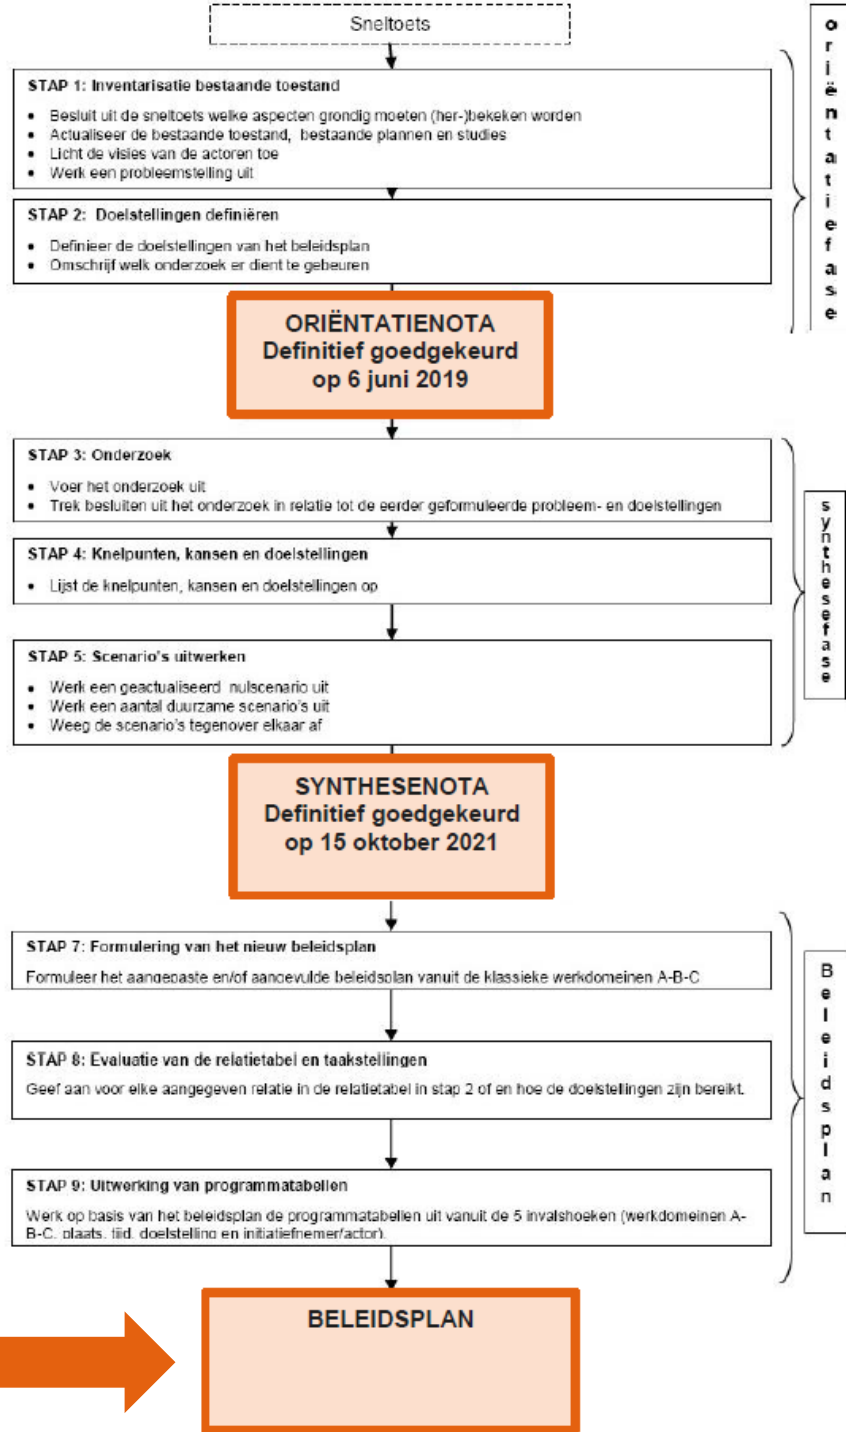 Sneltoets
STAP 1: Inventarisatie bestaande toestand
• Besluit uit de sneltoets welke aspecten grondig moeten (her-)bekeken worden
• Actualiseer de bestaande toestand, bestaande plannen en studies
• Licht de visies van de actoren toe
• Werk een probleemstelling uit
STAP 2: Doelstellingen definiëren
• Definieer de doelstellingen van het beleidsplan
• Omschrijf welk onderzoek er dient te gebeuren
oriëntatiefase
ORIËNTATIENOTA
Definitief goedgekeurd
op 6 juni 2019
STAP 3: Onderzoek
• Voer het onderzoek uit
• Trek besluiten uit het onderzoek in relatie tot de eerder geformuleerde probleem- en doelstellingen
STAP 4: Knelpunten, kansen en doelstellingen
• Lijst de knelpunten, kansen en doelstellingen op
STAP 5: Scenario's uitwerken
• Werk een geactualiseerd nulscenario uit
• Werk een aantal duurzame scenario's uit
• Weeg de scenario's tegenover elkaar af
synthesefase
SYNTHESENOTA
Definitief goedgekeurd
op 15 oktober 2021
STAP 7: Formulering van het nieuw beleidsplan
Formuleer het aangepaste en/of aangevulde beleidsplan vanuit de klassieke werkdomeinen A-B-C
STAP 8: Evaluatie van de relatietabel en taakstellingen
Geef aan voor elke aangegeven relatie in de relatietabel in stap 2 of en hoe de doelstellingen zijn bereikt.
STAP 9: Uitwerking van programmatabellen
Werk op basis van het beleidsplan de programmatabellen uit vanuit de 5 invalshoeken (werkdomeinen A-
B-C, plaats, tijd, doelstelling en initiatiefnemer/actor).
Beleidsplan
BELEIDSPLAN